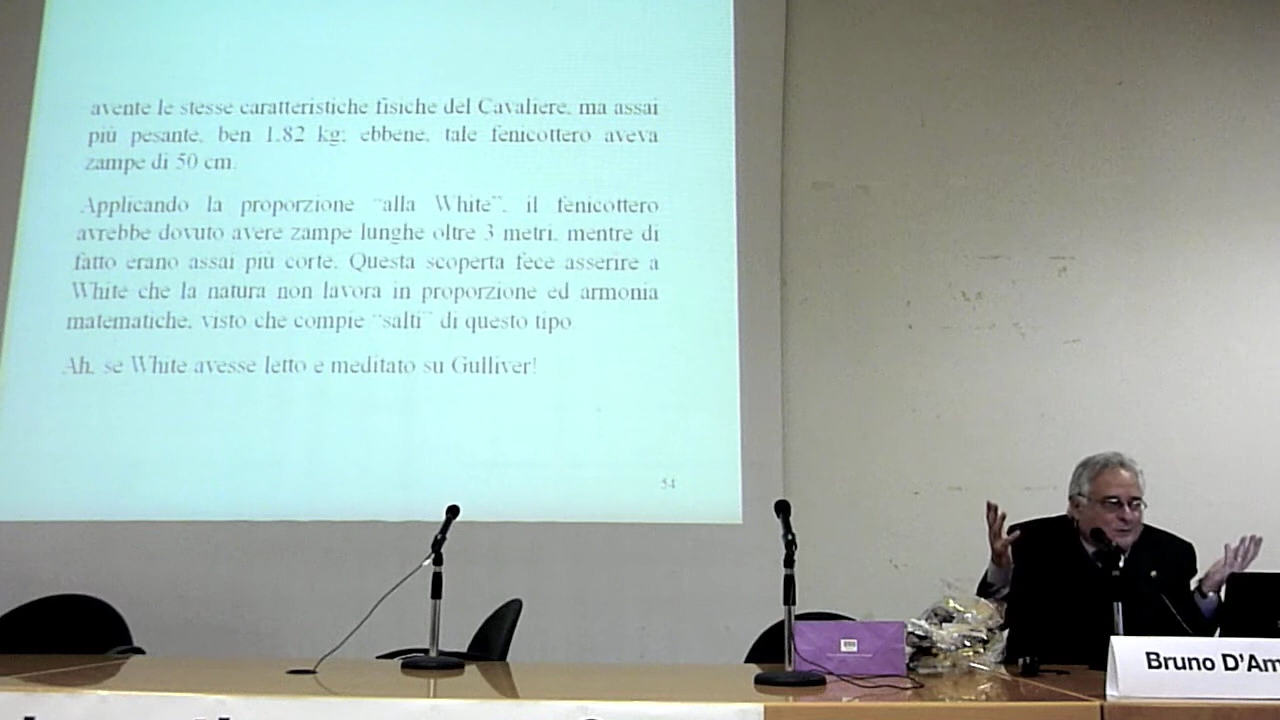 avente le stesse caratteristiche fisiche del Cavaliere, ma assai
più pesante, ben 1.82 kg; ebbene, tale fenicottero aveva
zampe di 50 cm.
Applicando la proporzione "alla White", il fenicottero
avrebbe dovuto avere zampe lunghe oltre 3 metri, mentre di
fatto erano assai più corte. Questa scoperta fece asserire a
White che la natura non lavora in proporzione ed armonia
matematiche, visto che compie "salti" di questo tipo.
Ah, se White avesse letto e meditato su Gulliver!
54
Bruno D'Am